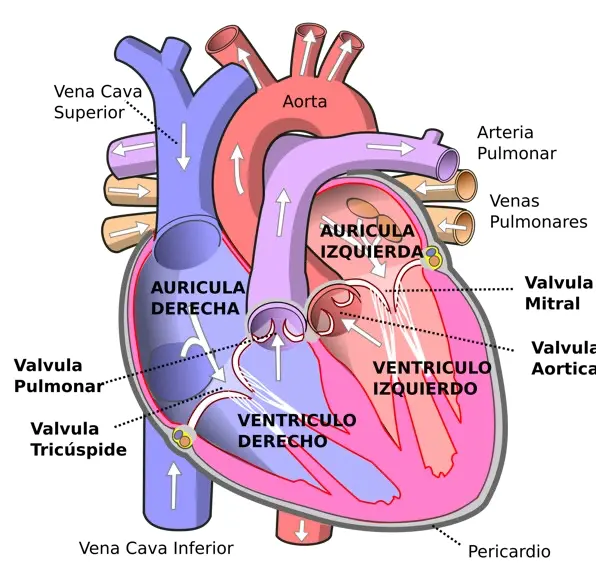 Vena Cava
Superior
Aorta
Arteria
Pulmonar
Venas
Pulmonares
AURICULA
IZQUIERDA
AURICULA
DERECHA
Valvula
Mitral
Valvula
Aortica
Valvula
Pulmonar
VENTRICULO
IZQUIERDO
Valvula
Tricúspide
VENTRICULO
DERECHO
Vena Cava Inferior
Pericardio